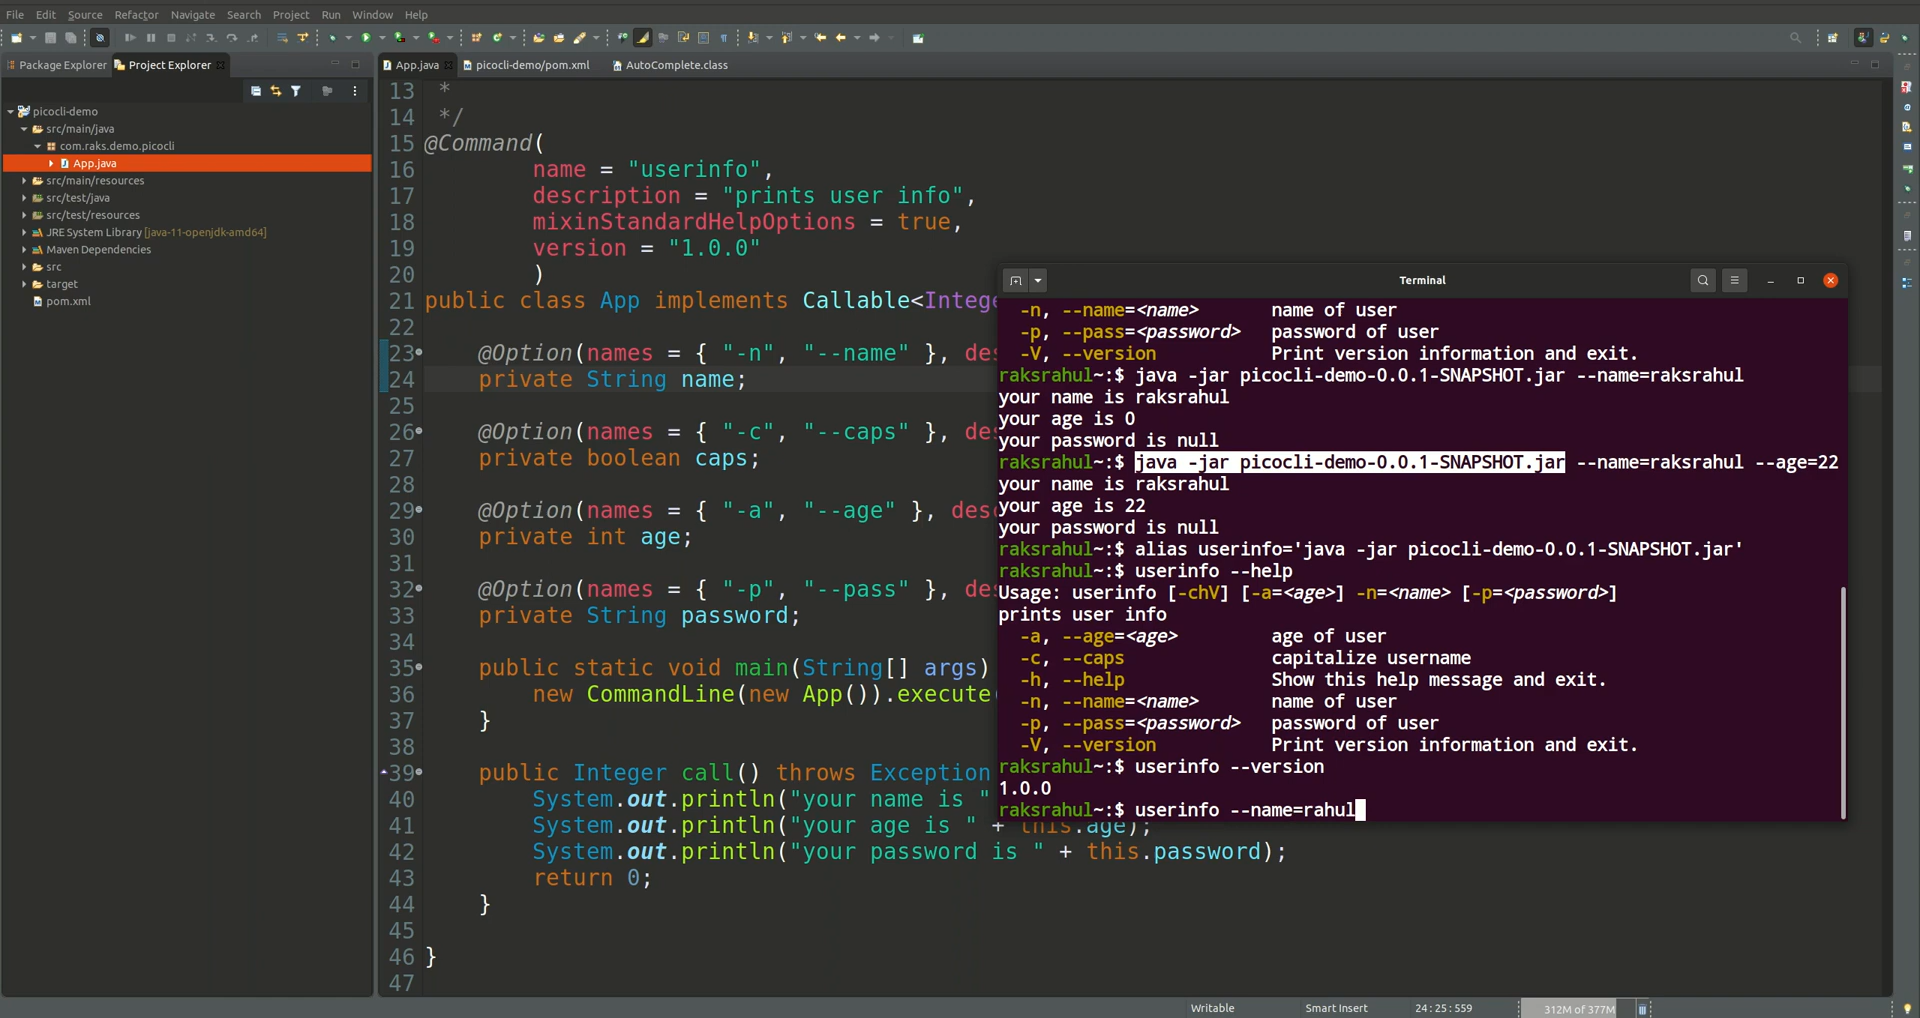 File Edit Source Refactor Navigate Search Project Run Window Help
Package Explorer Project Explorer
App.java picocli-demo/pom.xml AutoComplete.class
picocli-demo
src/main/java
com.raks.demo.picocli
App.java
src/main/resources
src/test/java
src/test/resources
JRE System Library [java-11-openjdk-amd64]
Maven Dependencies
src
target
pom.xml
13 *
14 */
15 @Command(
16 name = "userinfo",
17 description = "prints user info",
18 mixinStandardHelpOptions = true,
19 version = "1.0.0"
20 )
21 public class App implements Callable<Intege
22
23 @Option(names = { "-n", "--name" }, des
24 private String name;
25
26 @Option(names = { "-c", "--caps" }, des
27 private boolean caps;
28
29 @Option(names = { "-a", "--age" }, desc
30 private int age;
31
32 @Option(names = { "-p", "--pass" }, des
33 private String password;
34
35 public static void main(String[] args)
36 new CommandLine(new App()).execute(
37 }
38
39 public Integer call() throws Exception
40 System.out.println("your name is "
41 System.out.println("your age is " + this.age);
42 System.out.println("your password is " + this.password);
43 return 0;
44 }
45
46 }
47
Terminal
-n, --name=<name> name of user
-p, --pass=<password> password of user
-V, --version Print version information and exit.
raksrahul~:$ java -jar picocli-demo-0.0.1-SNAPSHOT.jar --name=raksrahul
your name is raksrahul
your age is 0
your password is null
raksrahul~:$ java -jar picocli-demo-0.0.1-SNAPSHOT.jar --name=raksrahul --age=22
your name is raksrahul
your age is 22
your password is null
raksrahul~:$ alias userinfo='java -jar picocli-demo-0.0.1-SNAPSHOT.jar'
raksrahul~:$ userinfo --help
Usage: userinfo [-chV] [-a=<age>] -n=<name> [-p=<password>]
prints user info
-a, --age=<age> age of user
-c, --caps capitalize username
-h, --help Show this help message and exit.
-n, --name=<name> name of user
-p, --pass=<password> password of user
-V, --version Print version information and exit.
raksrahul~:$ userinfo --version
1.0.0
raksrahul~:$ userinfo --name=rahul
Writable Smart Insert 24:25:559 312M of 377M